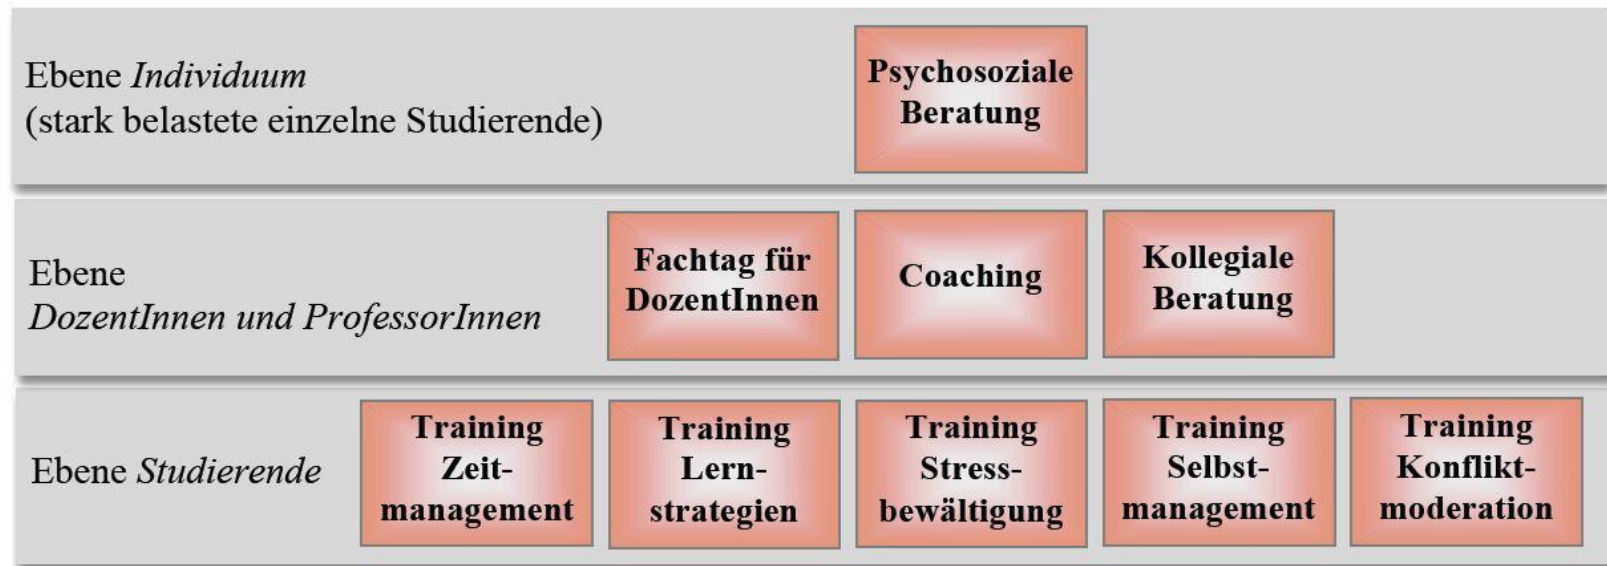 Ebene Individuum
(stark belastete einzelne Studierende)
Psychosoziale
Beratung
Ebene
DozentInnen und ProfessorInnen
Fachtag für
DozentInnen
Coaching
Kollegiale
Beratung
Ebene Studierende
Training
Zeit-
management
Training
Lern-
strategien
Training
Stress-
bewältigung
Training
Selbst-
management
Training
Konflikt-
moderation